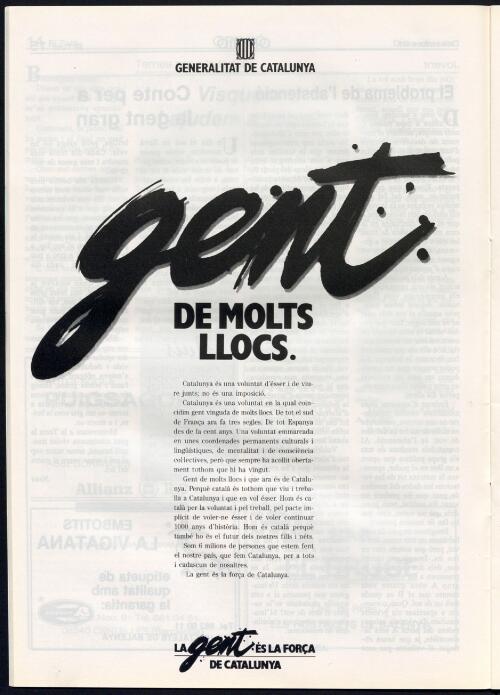 GENERALITAT DE CATALUNYA
gent
DE MOLTS
LLOCS.
Catalunya és una voluntat d'ésser i de viu-
re junts; no és una imposició.
Catalunya és una voluntat en la qual coin-
cidim gent vinguda de molts llocs. De tot el sud
de França ara fa tres segles. De tot Espanya
des de fa cent anys. Una voluntat emmarcada
en unes coordenades permanents culturals i
lingüístiques, de mentalitat i de consciència
col·lectives, però que sempre ha acollit oberta-
ment tothom que hi ha vingut.
Gent de molts llocs i que ara és de Catalu-
nya. Perquè català és tothom que viu i treba-
lla a Catalunya i que en vol ésser. Hom és ca-
talà per la voluntat i pel treball, pel pacte im-
plícit de voler-ne ésser i de voler continuar
1000 anys d'història. Hom és català perquè
també ho és el futur dels nostres fills i néts.
Som 6 milions de persones que estem fent
el nostre país, que fem Catalunya, per a tots
i cadascun de nosaltres.
La gent és la força de Catalunya.
LA gent ÉS LA FORÇA
DE CATALUNYA